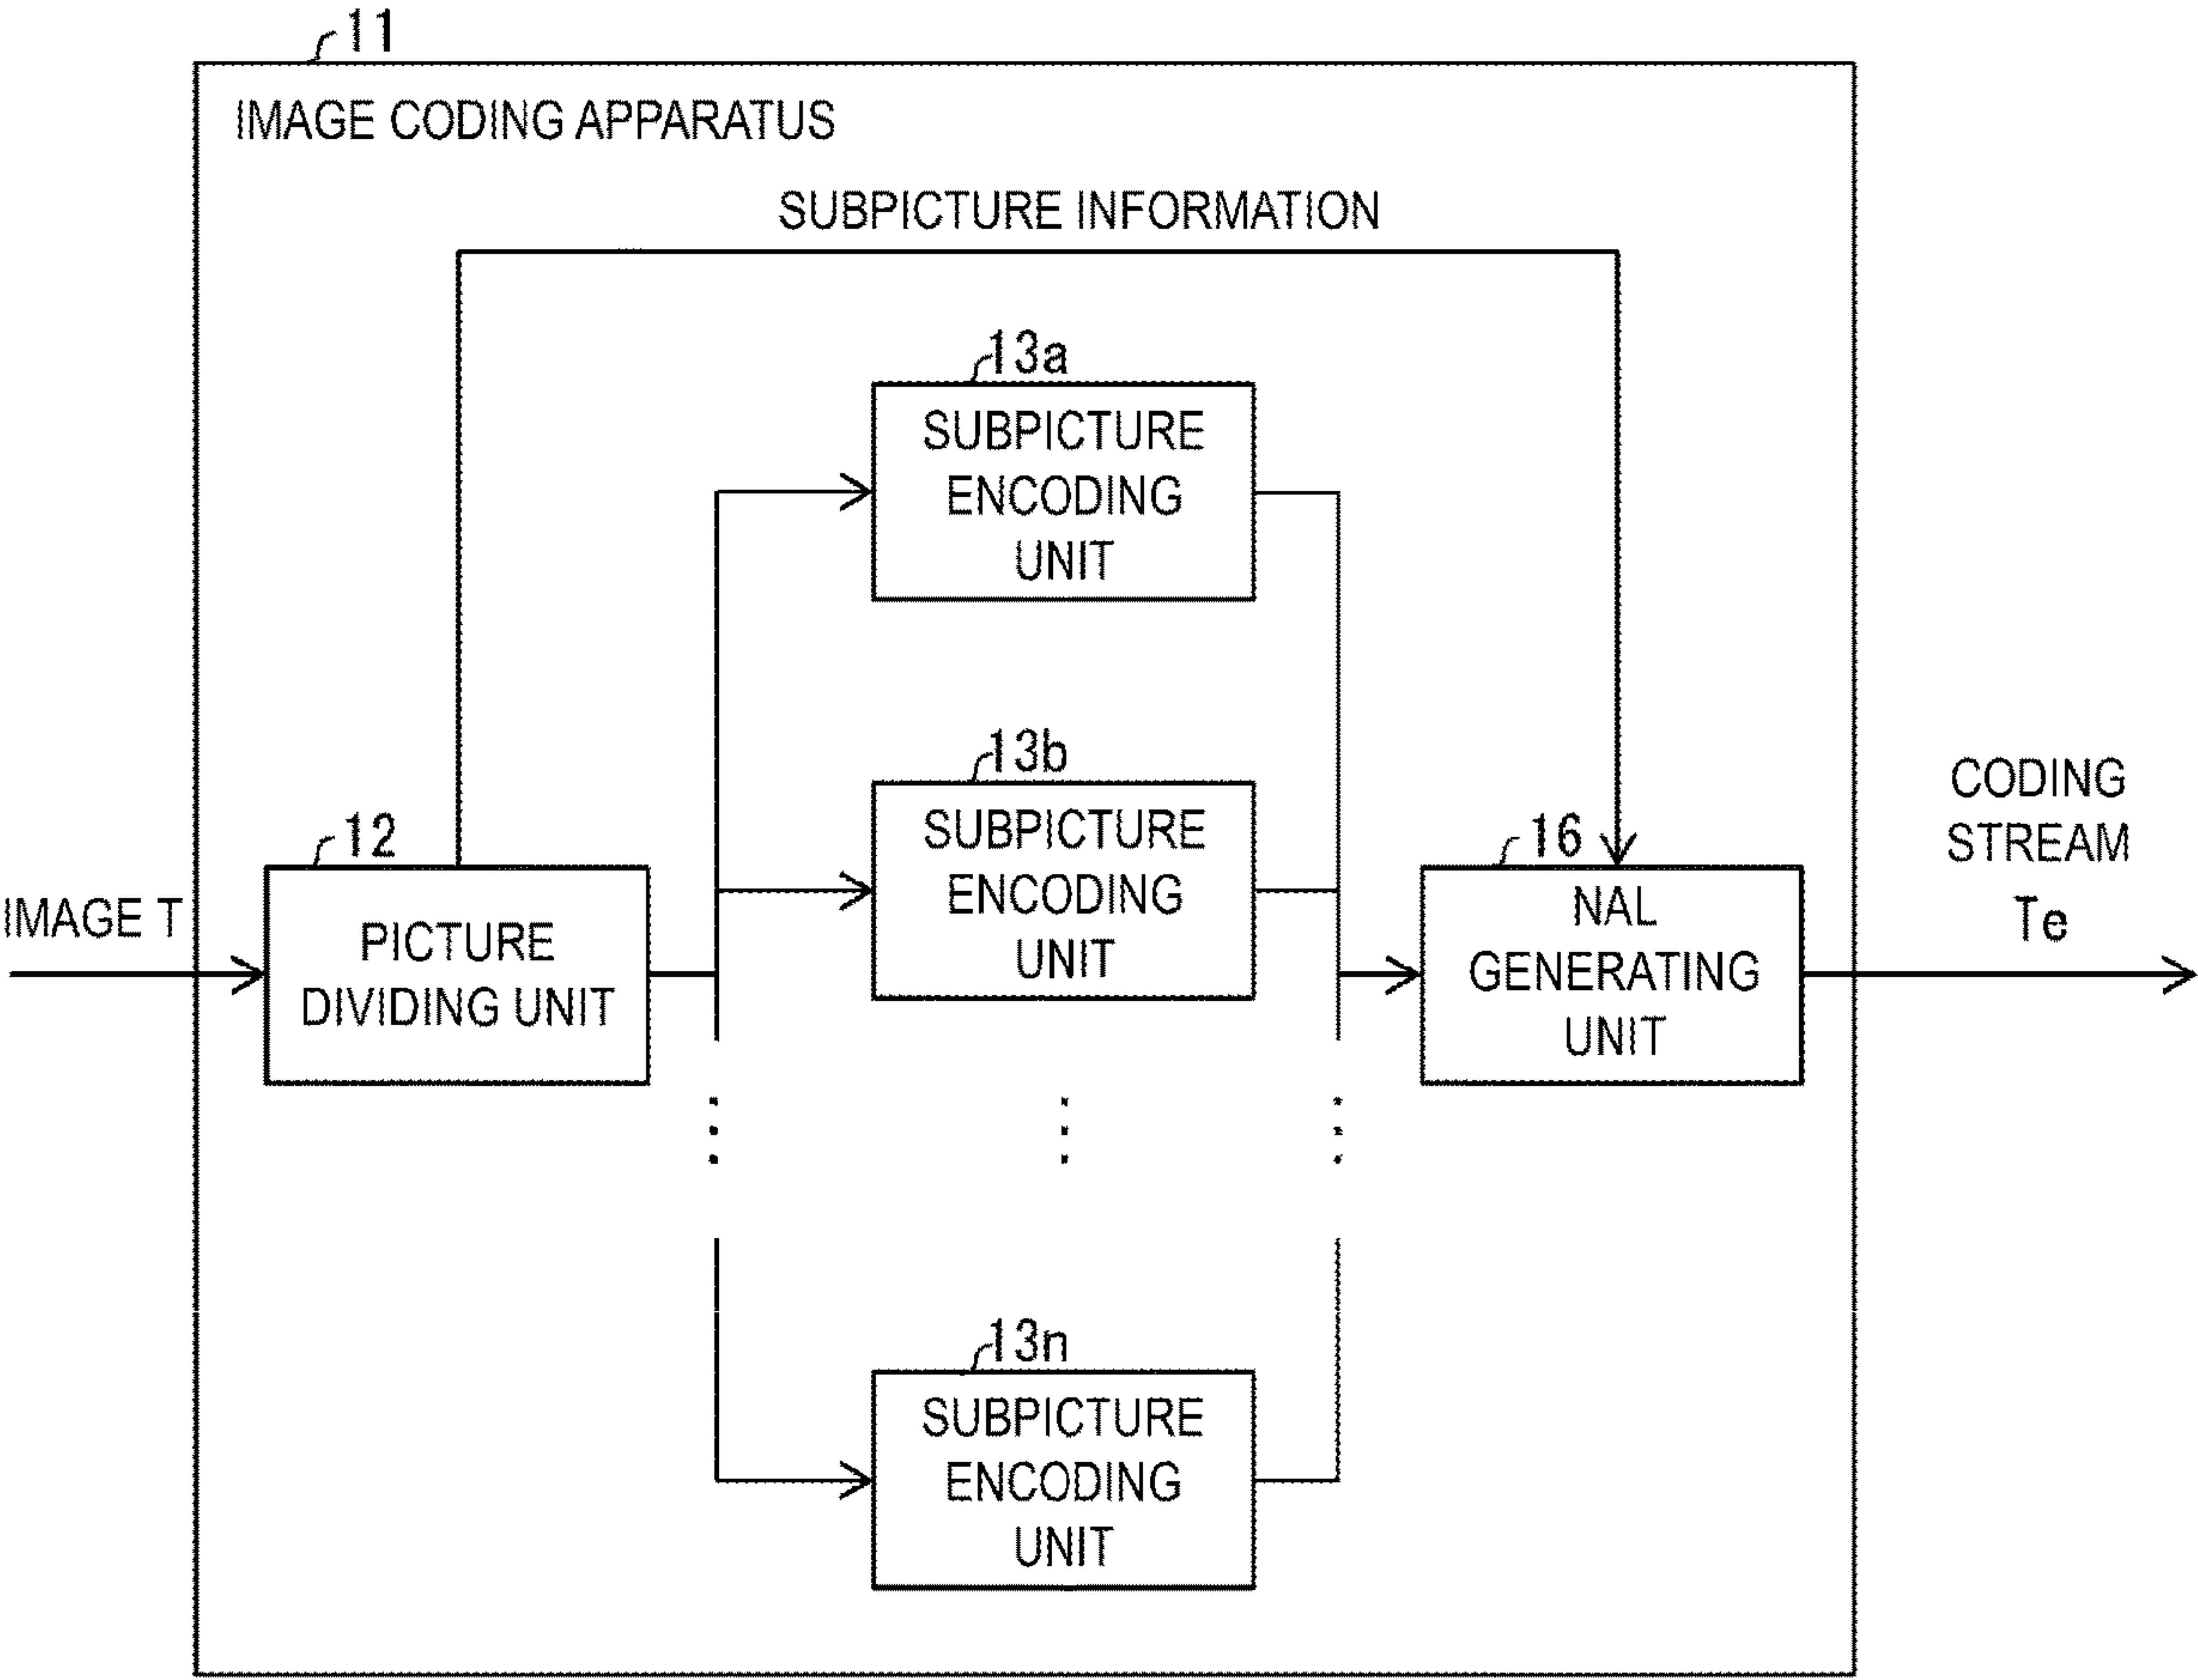 11
IMAGE CODING APPARATUS
SUBPICTURE INFORMATION
13a
SUBPICTURE
ENCODING
UNIT
13b
SUBPICTURE
ENCODING
UNIT
12
PICTURE
DIVIDING UNIT
IMAGE T
16
NAL
GENERATING
UNIT
CODING
STREAM
Te
13n
SUBPICTURE
ENCODING
UNIT